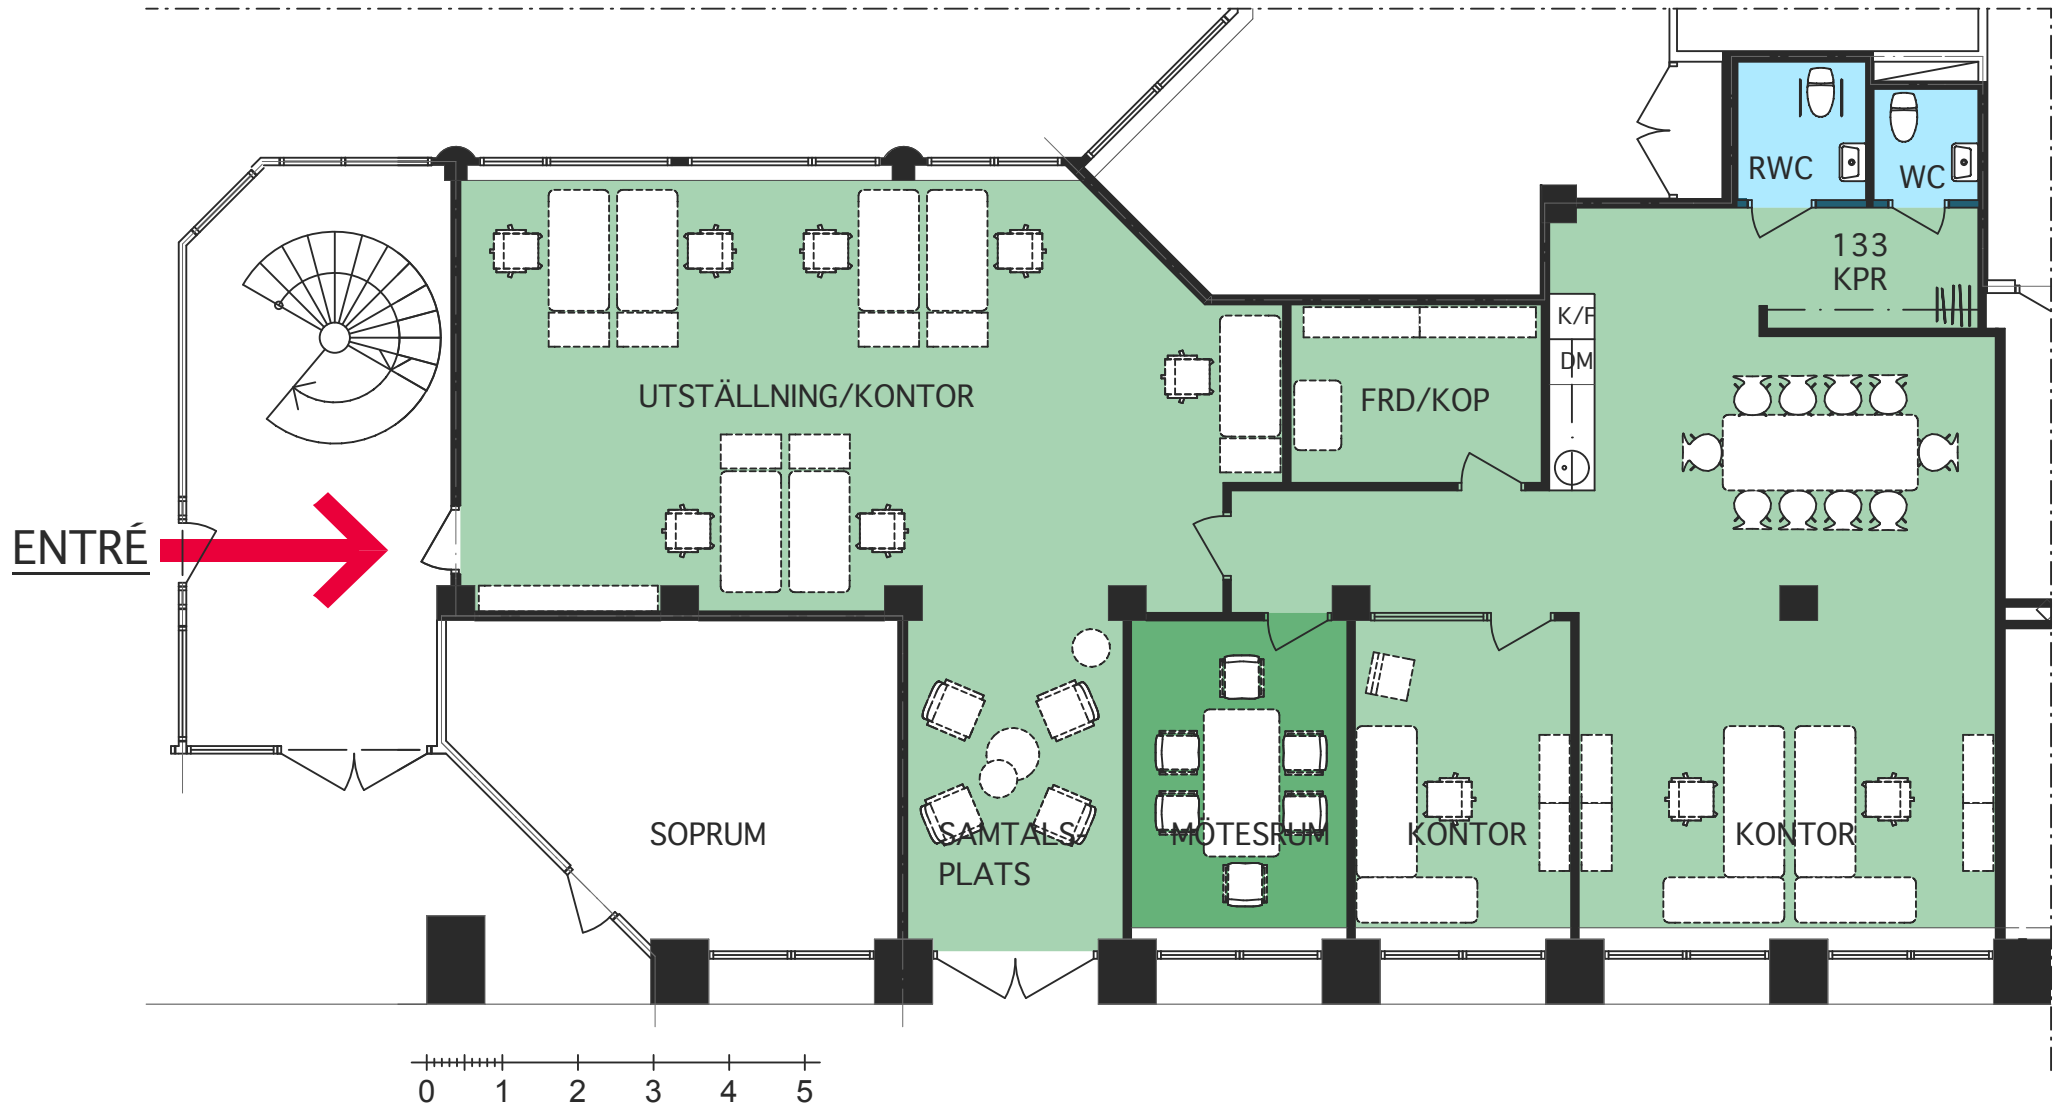 RWC
WC
133
KPR
K/F
DM
UTSTÄLLNING/KONTOR
FRD/KOP
ENTRÉ
SOPRUM
SAMTALS
PLATS
MÖTESRUM
KONTOR
KONTOR
0 1 2 3 4 5